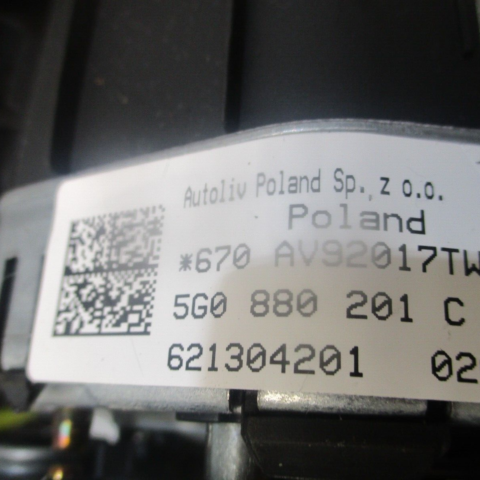 Autoliv Poland Sp., z o.o.
Poland
*670 AV92017TW
5G0 880 201 C
621304201 02